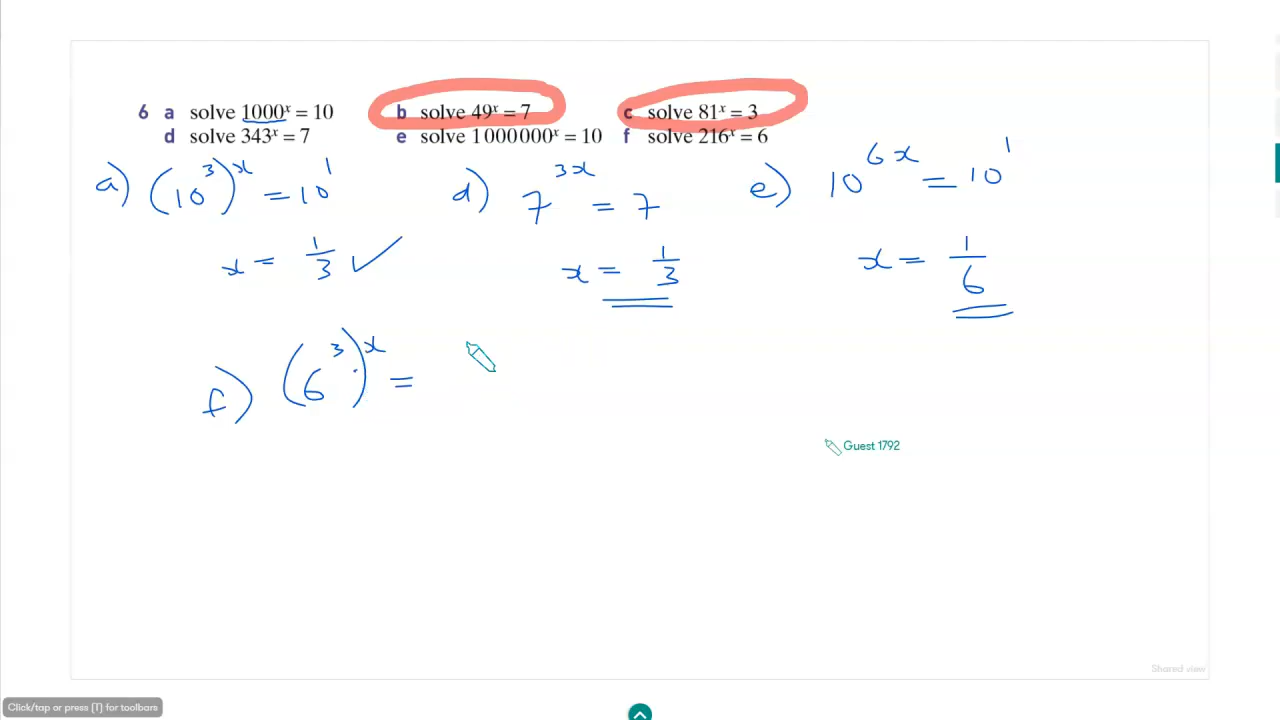 6 a solve 1000ˣ = 10 b solve 49ˣ = 7 c solve 81ˣ = 3
d solve 343ˣ = 7 e solve 1 000 000ˣ = 10 f solve 216ˣ = 6
a) (10³)ˣ = 10¹ d) 7³ˣ = 7 e) 10⁶ˣ = 10¹
x = 1/3 ✓ x = 1/3 x = 1/6
f) (6³)ˣ =
Guest 1792
Shared view
Click/tap or press [T] for toolbars